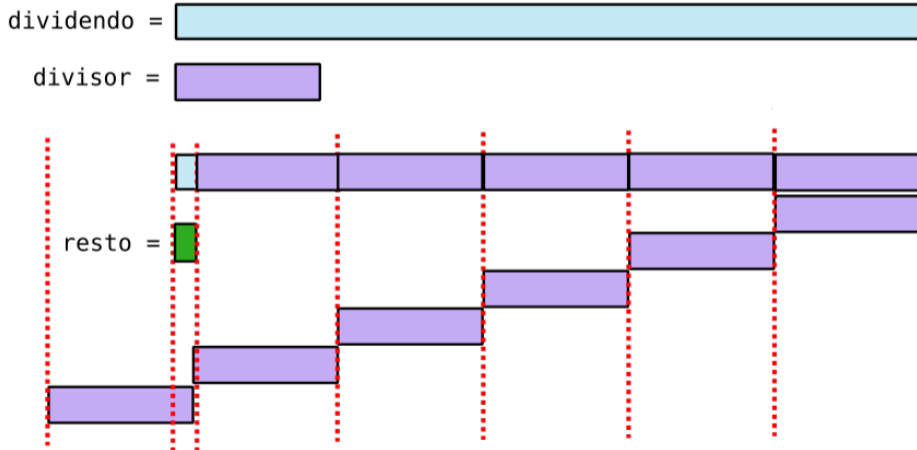 dividendo =
divisor =
resto =